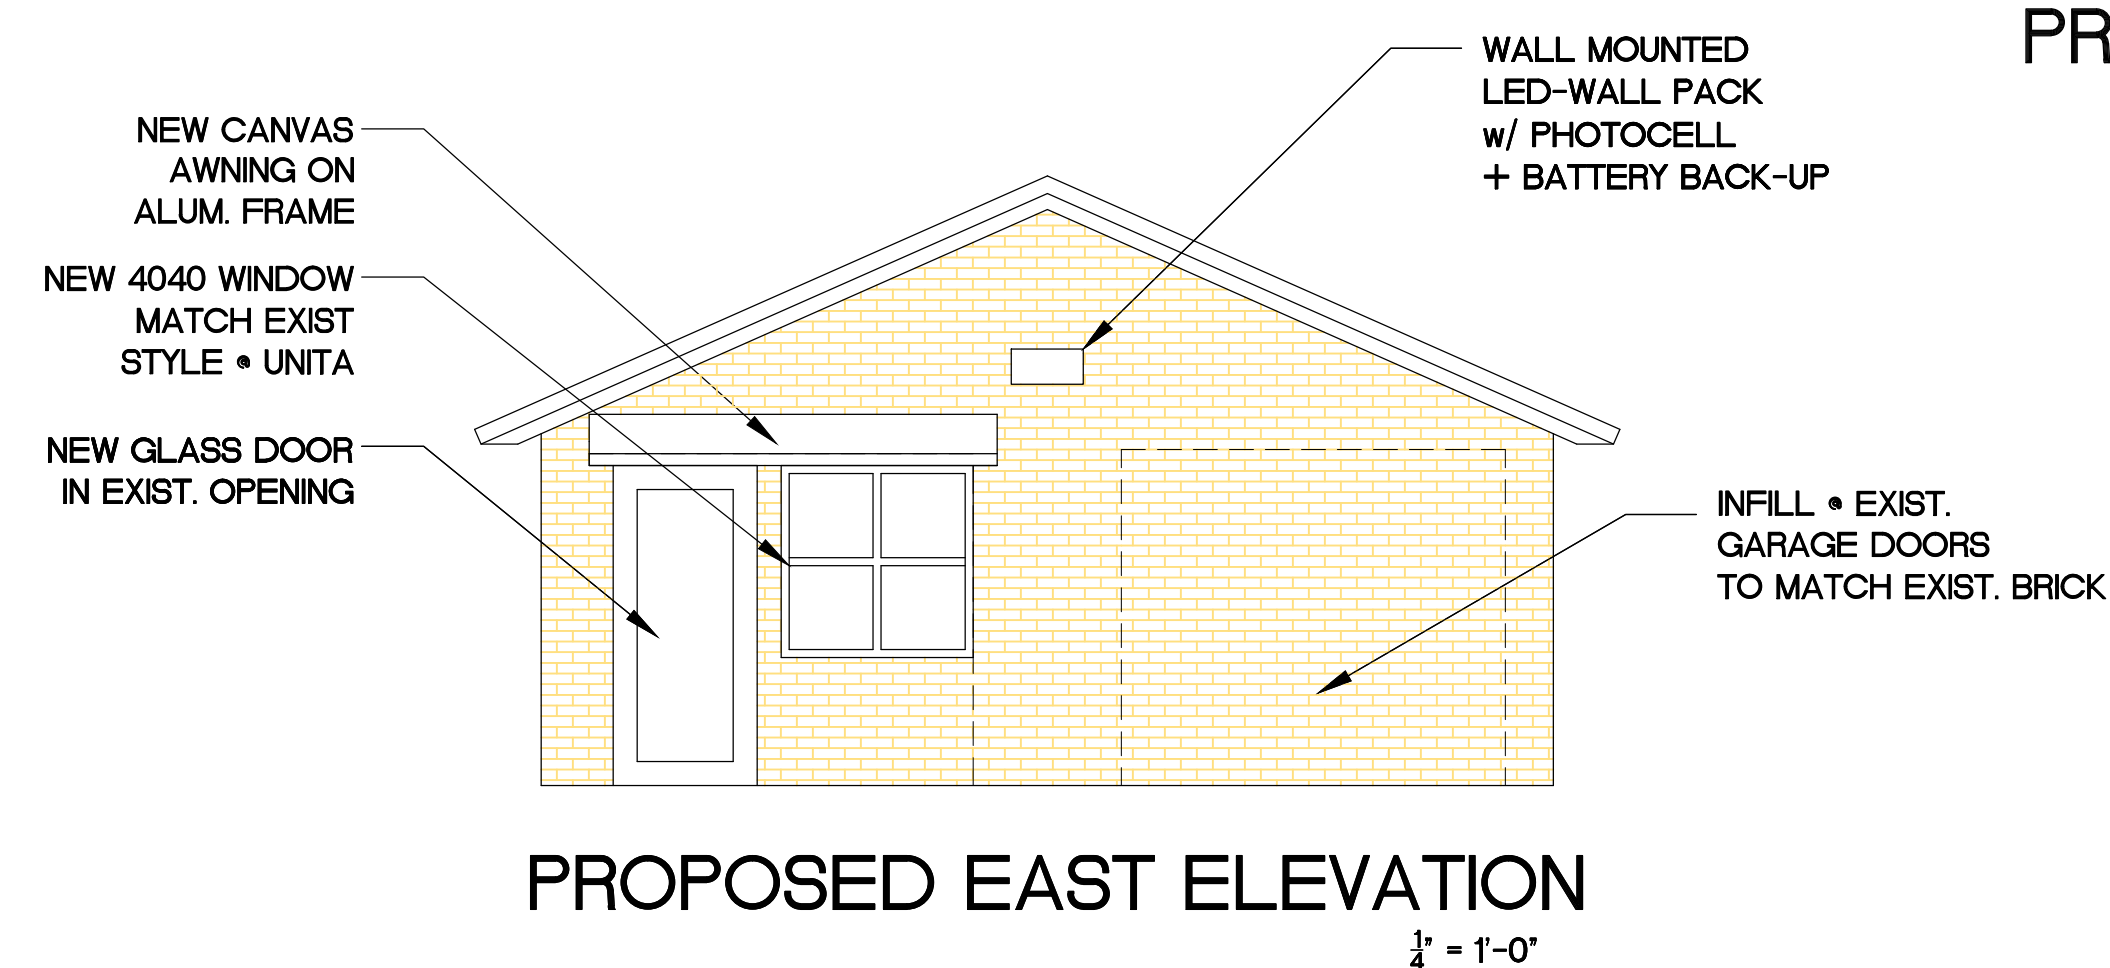 PR
WALL MOUNTED
LED-WALL PACK
w/ PHOTOCELL
+ BATTERY BACK-UP
NEW CANVAS
AWNING ON
ALUM. FRAME
NEW 4040 WINDOW
MATCH EXIST
STYLE @ UNITA
NEW GLASS DOOR
IN EXIST. OPENING
INFILL @ EXIST.
GARAGE DOORS
TO MATCH EXIST. BRICK
PROPOSED EAST ELEVATION
1/4" = 1'-0"